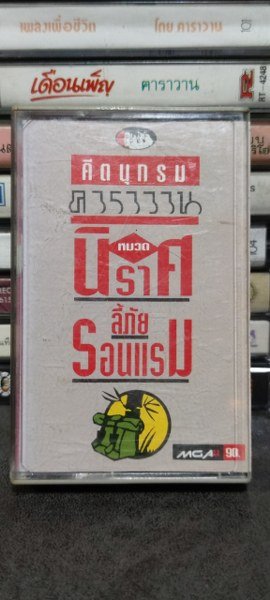 เพลงเพื่อชีวิต โดย คาราวาน
เดือนเพ็ญ คาราวาน
RT-4248
คีตนุกรม
คาราวาน
หมวด
นิราศ
ลี้ภัย
รอนแรม
MGA
90.